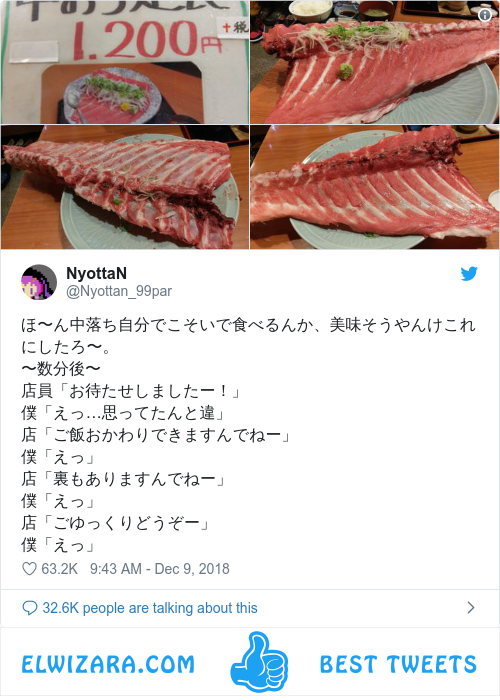 1.200円
+税
NyottaN
@Nyottan_99par
ほ〜ん中落ち自分でこそいで食べるんか、美味そうやんけこれ
にしたろ〜。
〜数分後〜
店員「お待たせしましたー！」
僕「えっ…思ってたんと違」
店「ご飯おかわりできますんでねー」
僕「えっ」
店「裏もありますんでねー」
僕「えっ」
店「ごゆっくりどうぞー」
僕「えっ」
63.2K 9:43 AM - Dec 9, 2018
32.6K people are talking about this
ELWIZARA.COM
BEST TWEETS